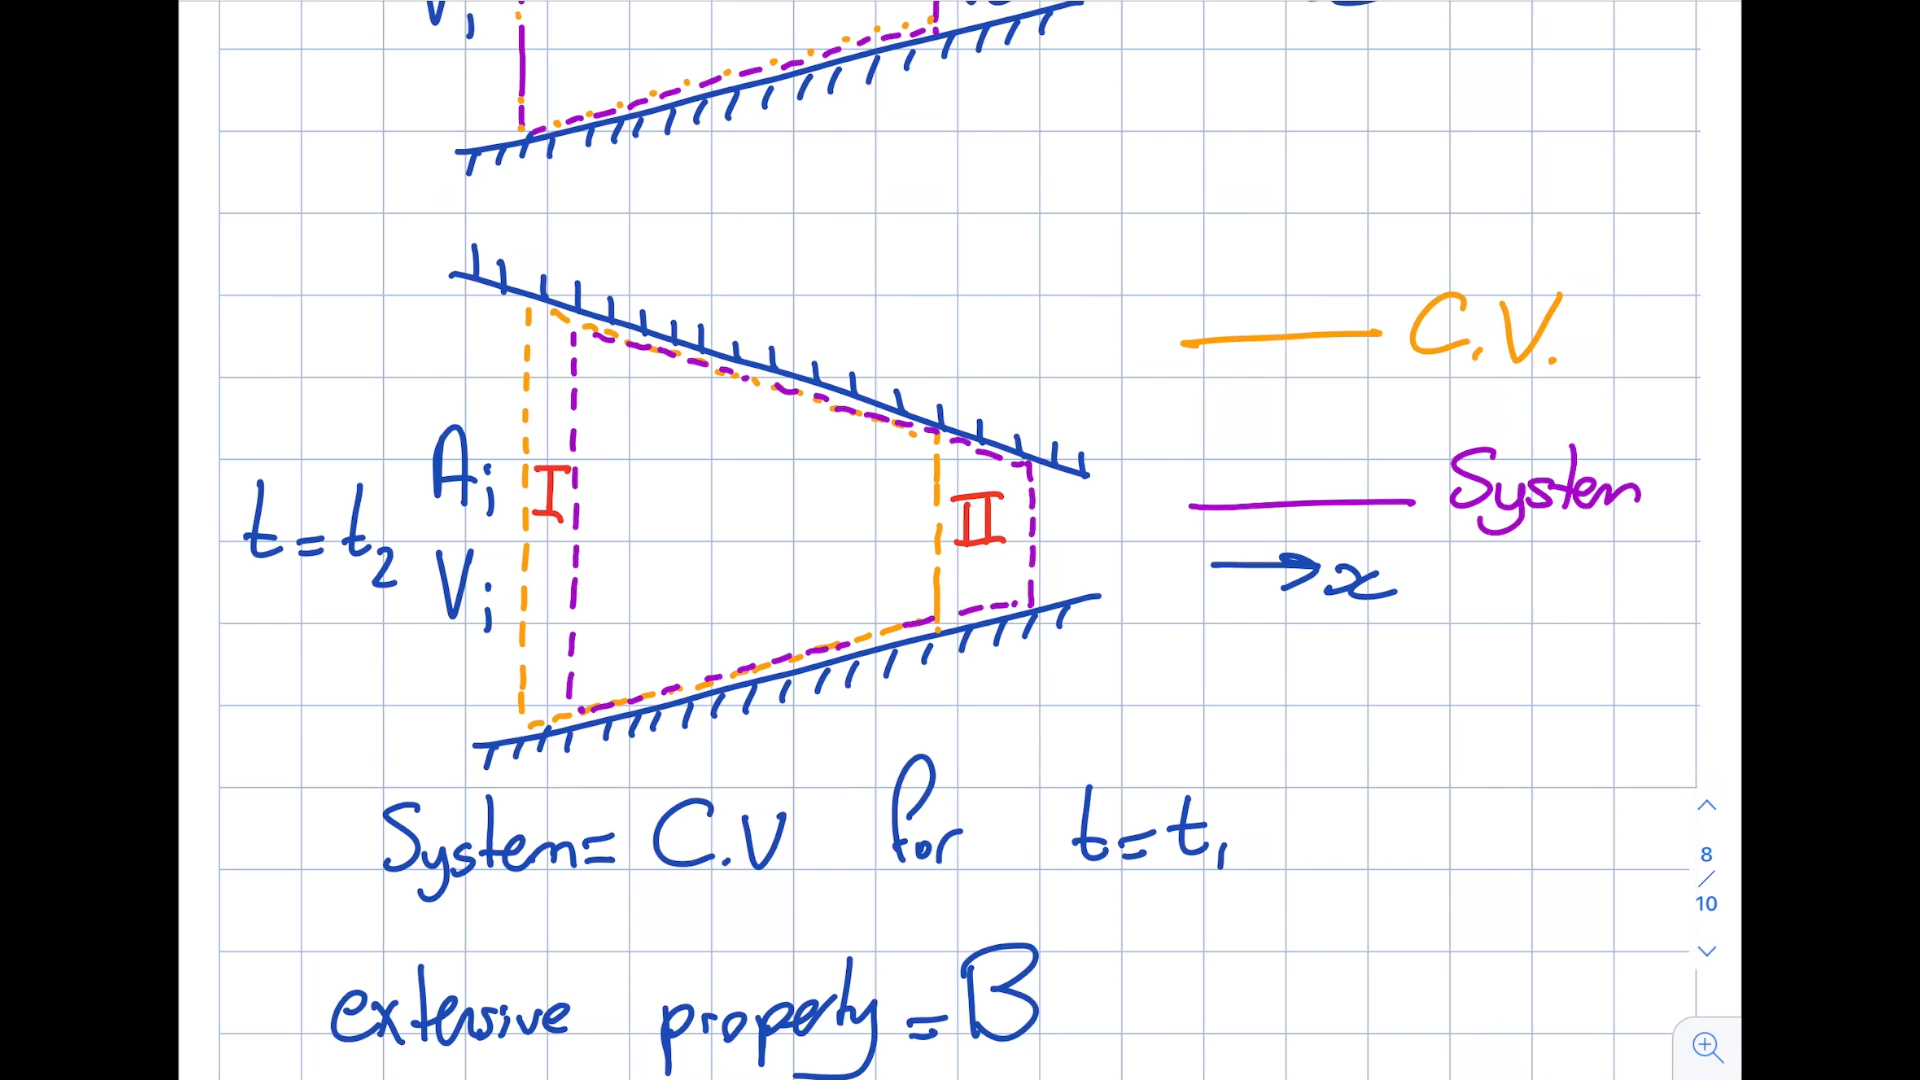 C.V.
I
II
A;
System
t=t2
V;
x
System= C.V for t=t1
8
/
10
extensive property=B